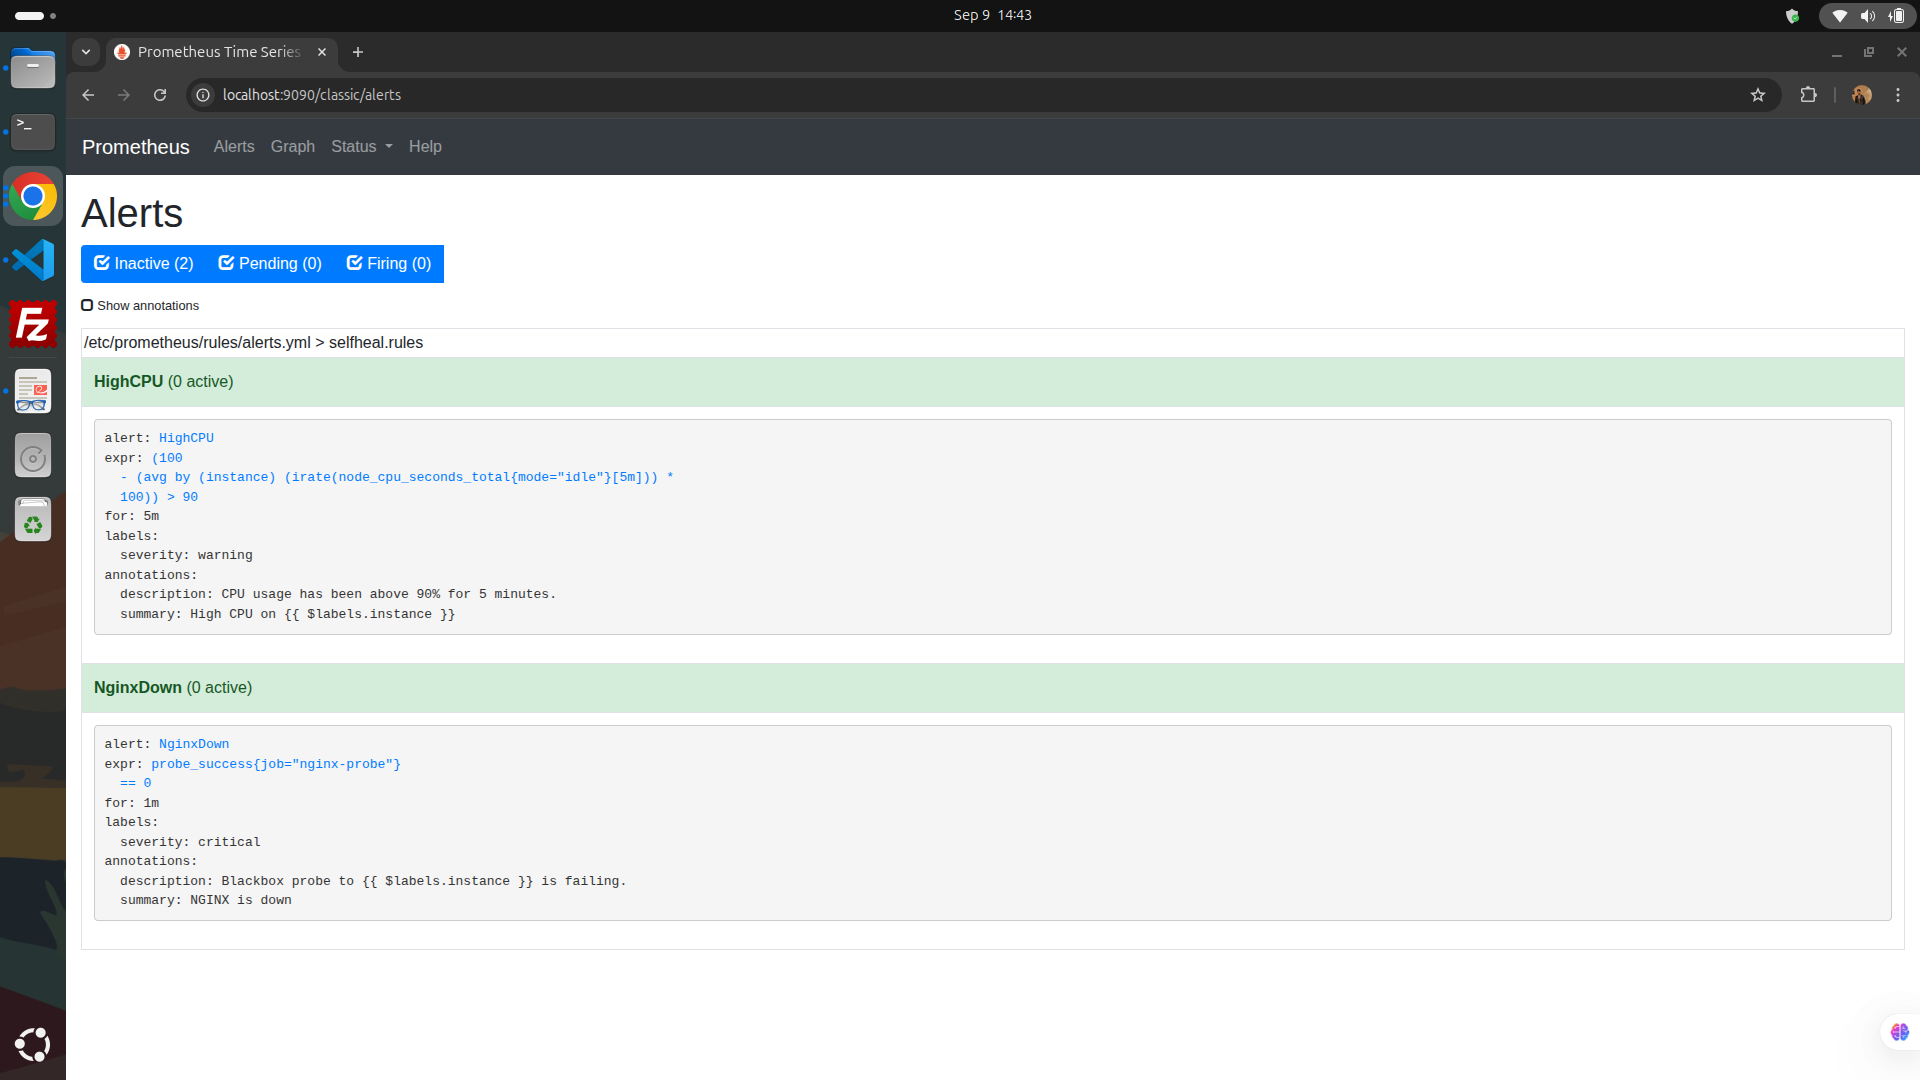 Sep 9 14:43
Prometheus Time Series
localhost:9090/classic/alerts
Prometheus Alerts Graph Status Help
Alerts
Inactive (2) Pending (0) Firing (0)
Show annotations
/etc/prometheus/rules/alerts.yml > selfheal.rules
HighCPU (0 active)
alert: HighCPU
expr: (100
- (avg by (instance) (irate(node_cpu_seconds_total{mode="idle"}[5m])) *
100)) > 90
for: 5m
labels:
severity: warning
annotations:
description: CPU usage has been above 90% for 5 minutes.
summary: High CPU on {{ $labels.instance }}
NginxDown (0 active)
alert: NginxDown
expr: probe_success{job="nginx-probe"}
== 0
for: 1m
labels:
severity: critical
annotations:
description: Blackbox probe to {{ $labels.instance }} is failing.
summary: NGINX is down